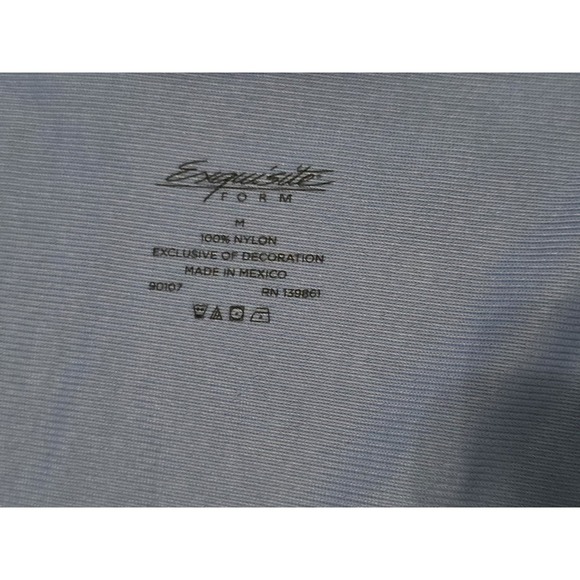 Exquisite
FORM
M
100% NYLON
EXCLUSIVE OF DECORATION
MADE IN MEXICO
90107 RN 139861